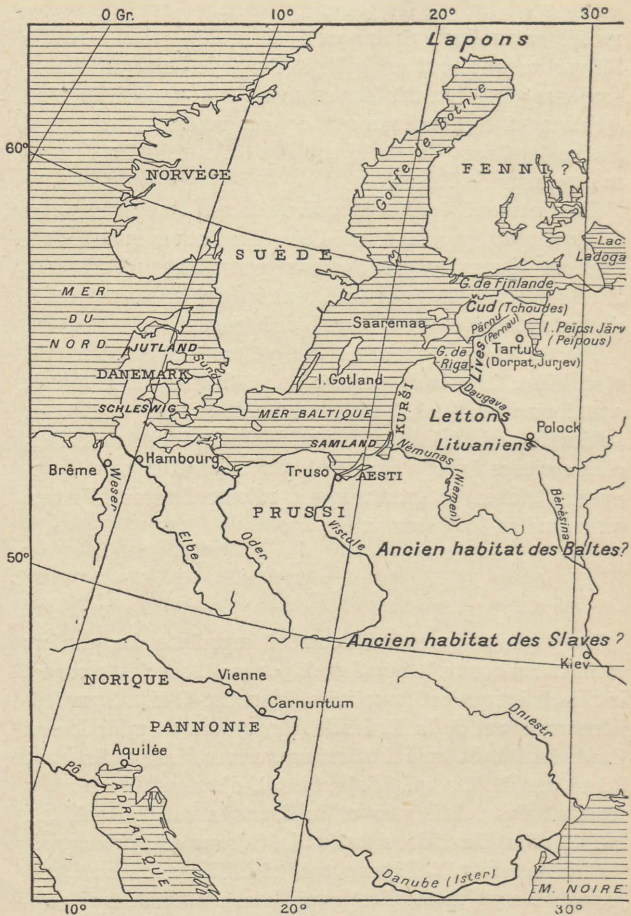 0 Gr.
10°
20°
30°
Lapons
60°
Golfe de Botnie
NORVÈGE
FENNI ?
SUÈDE
Lac
Ladoga
MER
DU
NORD
G. de Finlande
Čud (Tchoudes)
Saaremaa
Pärnu
(Pernau)
l. Peïpsi Järv
(Peipous)
JUTLAND
Sund
Lives
Tartu
(Dorpat, Jurjev)
G. de
Riga
DANEMARK
I. Gotland
KURŠI
Daugava
SCHLESWIG
MER BALTIQUE
Lettons
Polock
SAMLAND
Lituaniens
Nemunas
(Niemen)
Brême
Weser
Hambourg
Truso
AESTI
Bérésina
PRUSSI
Elbe
Oder
Vistule
Ancien habitat des Baltes?
50°
Ancien habitat des Slaves ?
Kiev
NORIQUE
Vienne
Carnuntum
Dniestr
PANNONIE
Aquilée
Pô
ADRIATIQUE
Danube (Ister)
M. NOIRE
10°
20°
30°